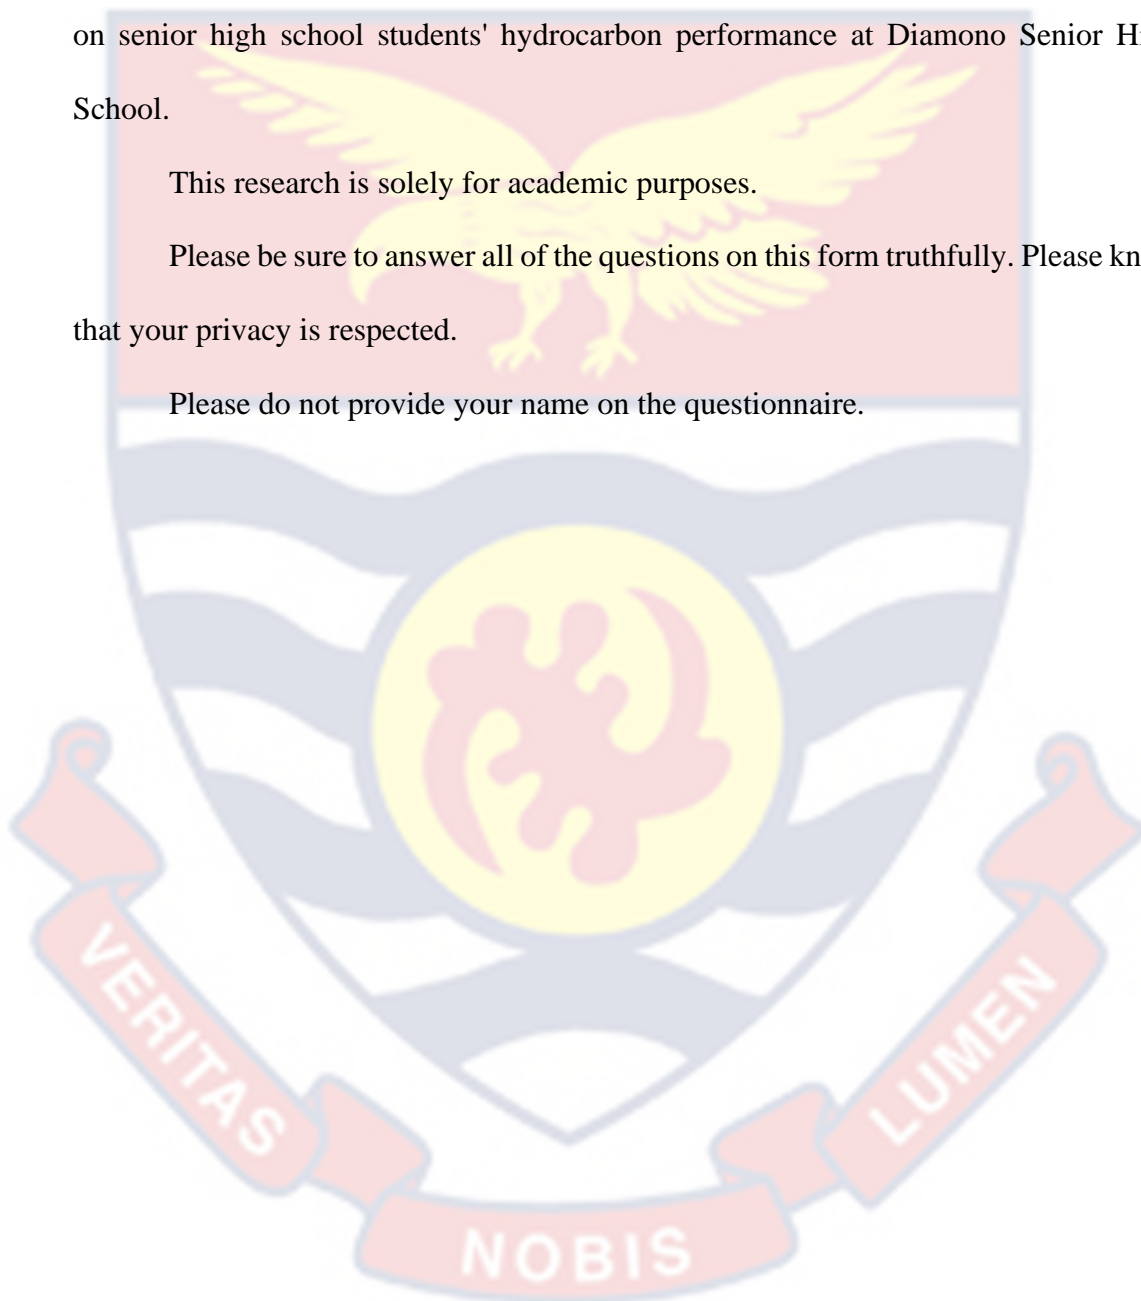 on senior high school students' hydrocarbon performance at Diamono Senior
School.
This research is solely for academic purposes.
Please be sure to answer all of the questions on this form truthfully. Please
that your privacy is respected.
Please do not provide your name on the questionnaire.
VERITAS
NOBIS
LUMEN